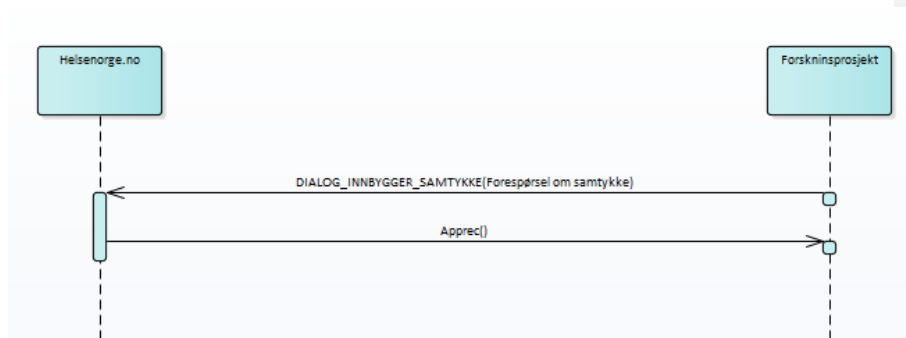 Helsenorge.no
Forskninsprosjekt
DIALOG_INNBYGGER_SAMTYKKE(Forespørsel om samtykke)
Apprec()